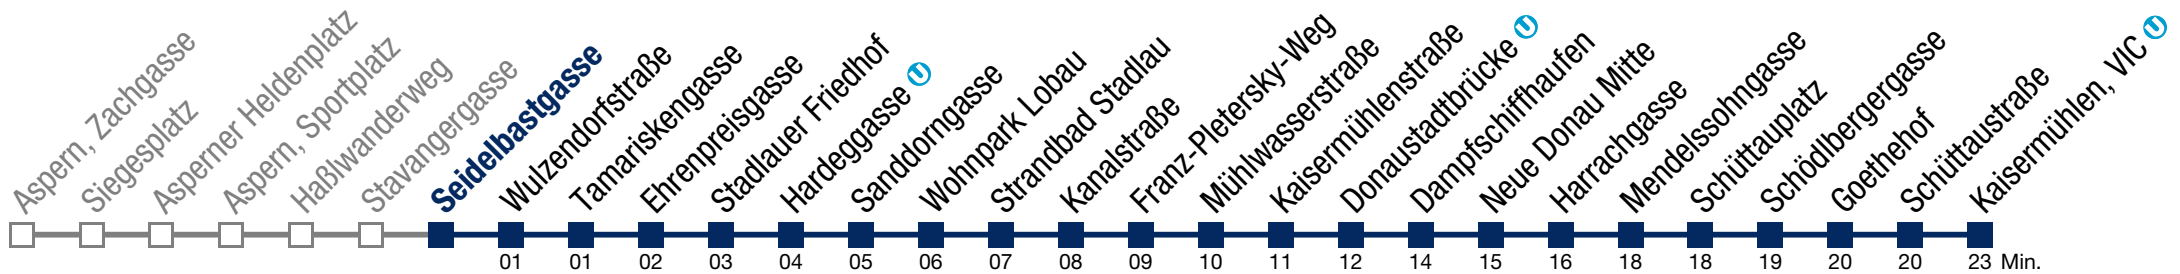 Aspern, Zachgasse
Siegesplatz
Asperner Heldenplatz
Aspern, Sportplatz
Haßlwanderweg
Stavangergasse
Seidelbastgasse
Wulzendorfstraße
Tamariskengasse
Ehrenpreisgasse
Stadlauer Friedhof
Hardeggasse U
Sanddorngasse
Wohnpark Lobau
Strandbad Stadlau
Kanalstraße
Franz-Pletersky-Weg
Mühlwasserstraße
Kaisermühlenstraße
Donaustadtbrücke U
Dampfschiffhaufen
Neue Donau Mitte
Harrachgasse
Mendelssohngasse
Schüttauplatz
Schödlbergergasse
Goethehof
Schüttaustraße
Kaisermühlen, VIC U
01 01 02 03 04 05 06 07 08 09 10 11 12 14 15 16 18 18 19 20 20 23 Min.